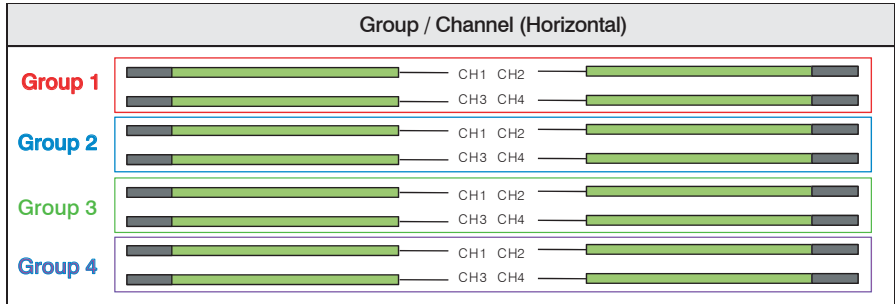 Group / Channel (Horizontal)
Group 1
CH1 CH2
CH3 CH4
Group 2
CH1 CH2
CH3 CH4
Group 3
CH1 CH2
CH3 CH4
Group 4
CH1 CH2
CH3 CH4